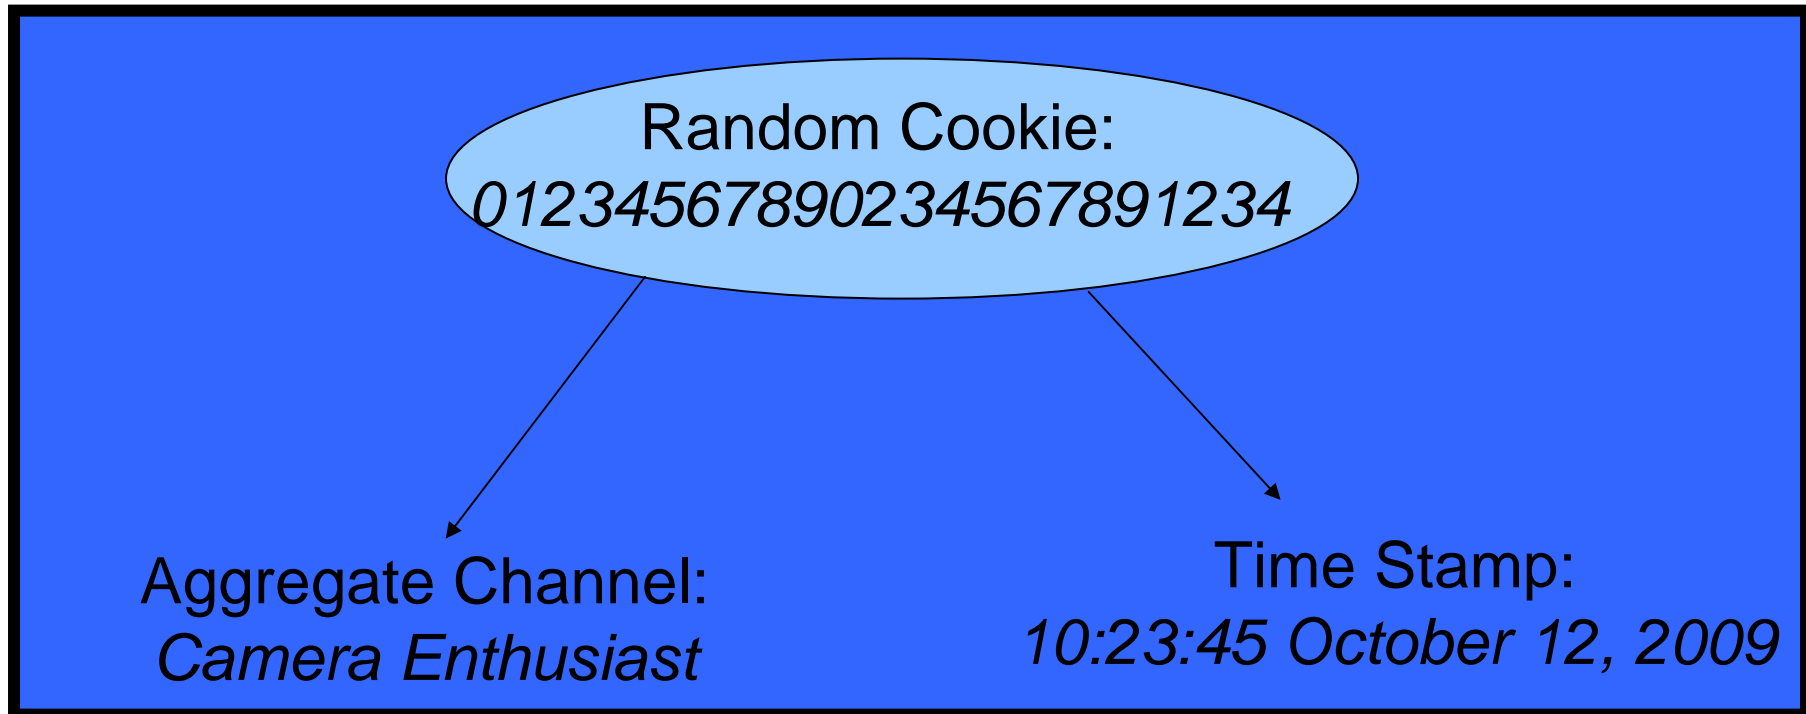 Random Cookie:
01234567890234567891234
Aggregate Channel:
Camera Enthusiast
Time Stamp:
10:23:45 October 12, 2009